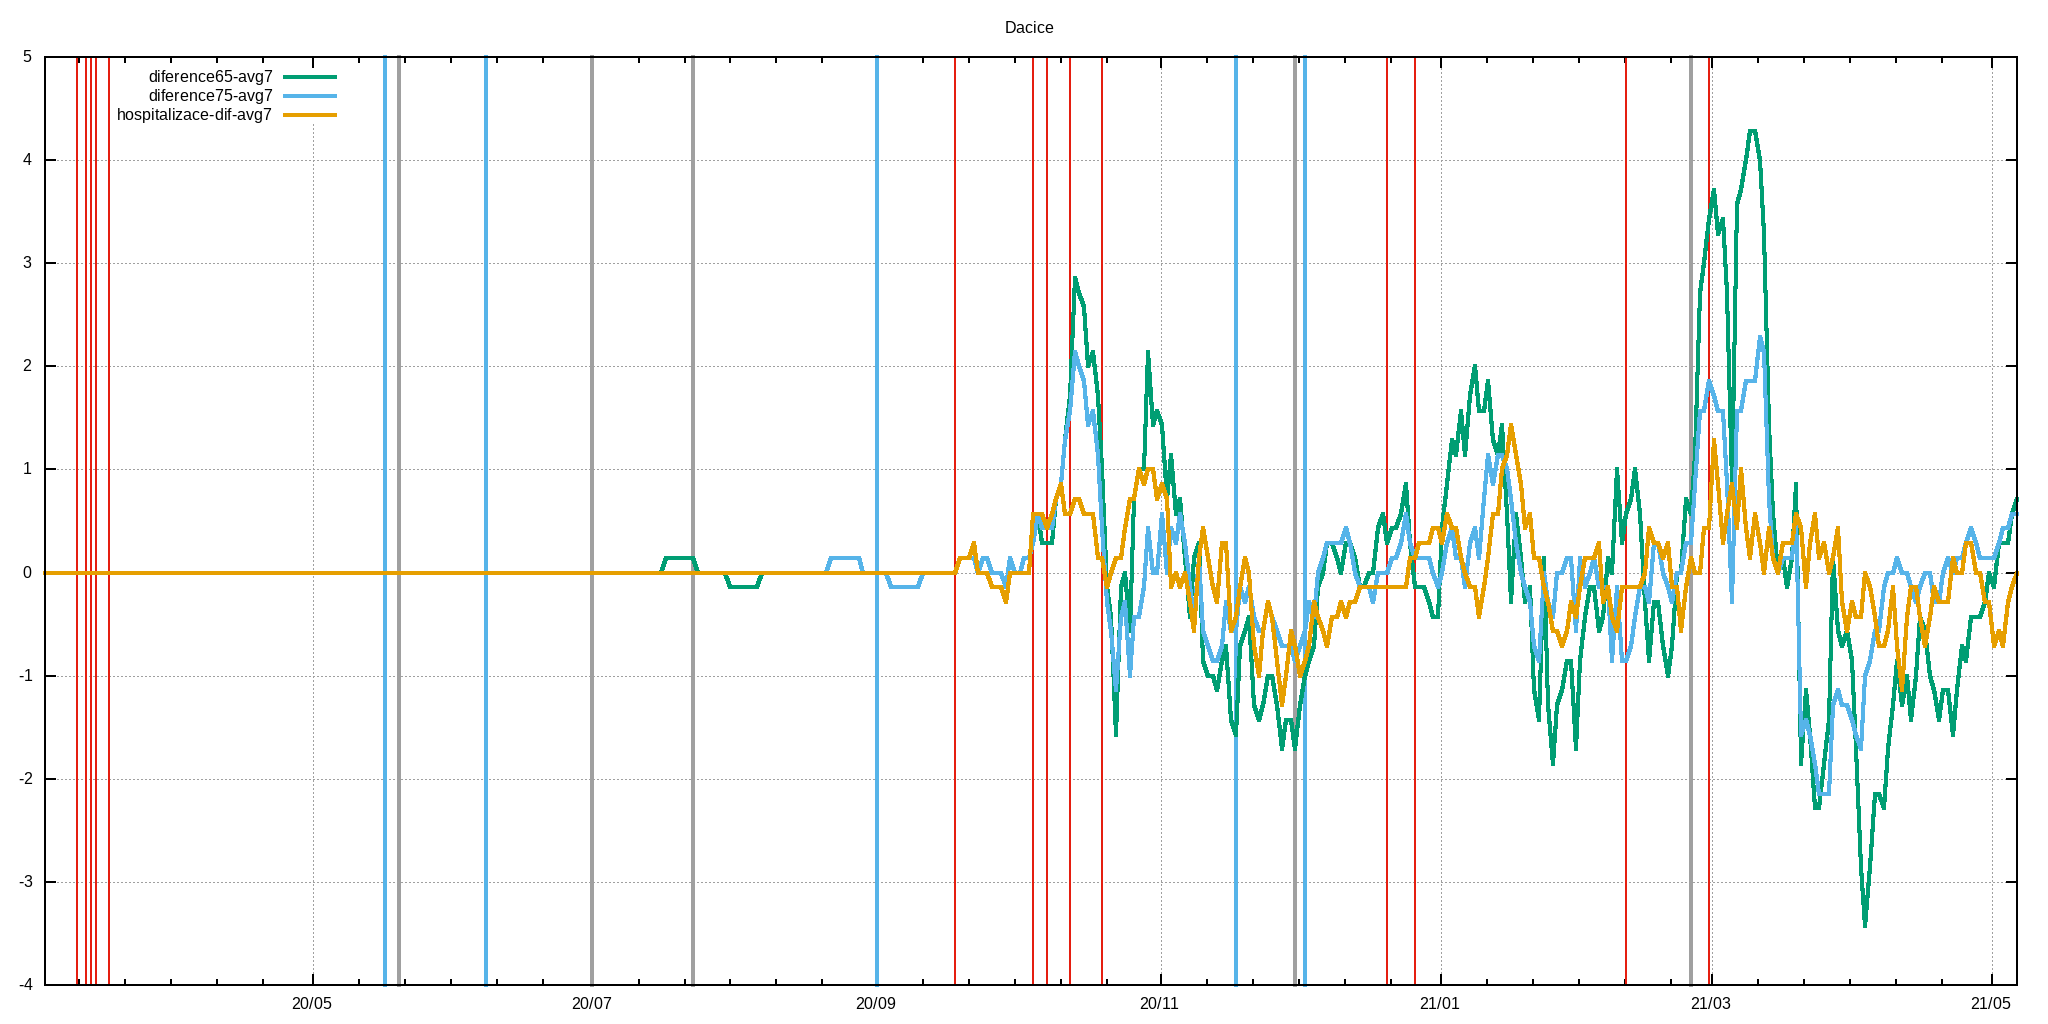 Dacice
5
diference65-avg7
diference75-avg7
hospitalizace-dif-avg7
4
3
2
1
0
-1
-2
-3
-4
20/05 20/07 20/09 20/11 21/01 21/03 21/05